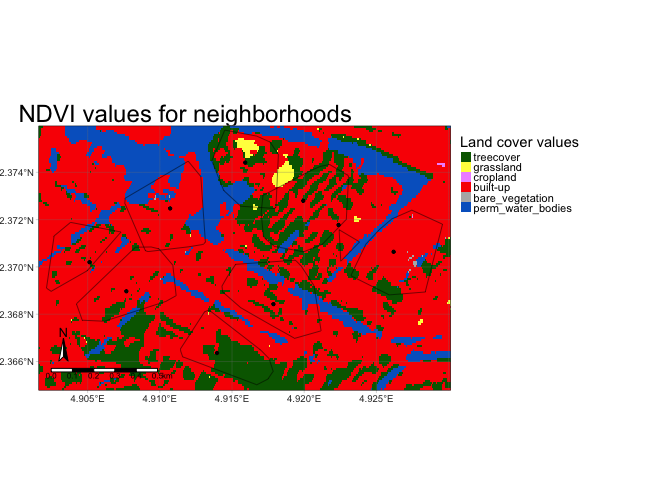 NDVI values for neighborhoods
Land cover values
treecover
grassland
cropland
built-up
bare_vegetation
perm_water_bodies
2.374°N
2.372°N
2.370°N
2.368°N
2.366°N
N
4.905°E
4.910°E
4.915°E
4.920°E
4.925°E